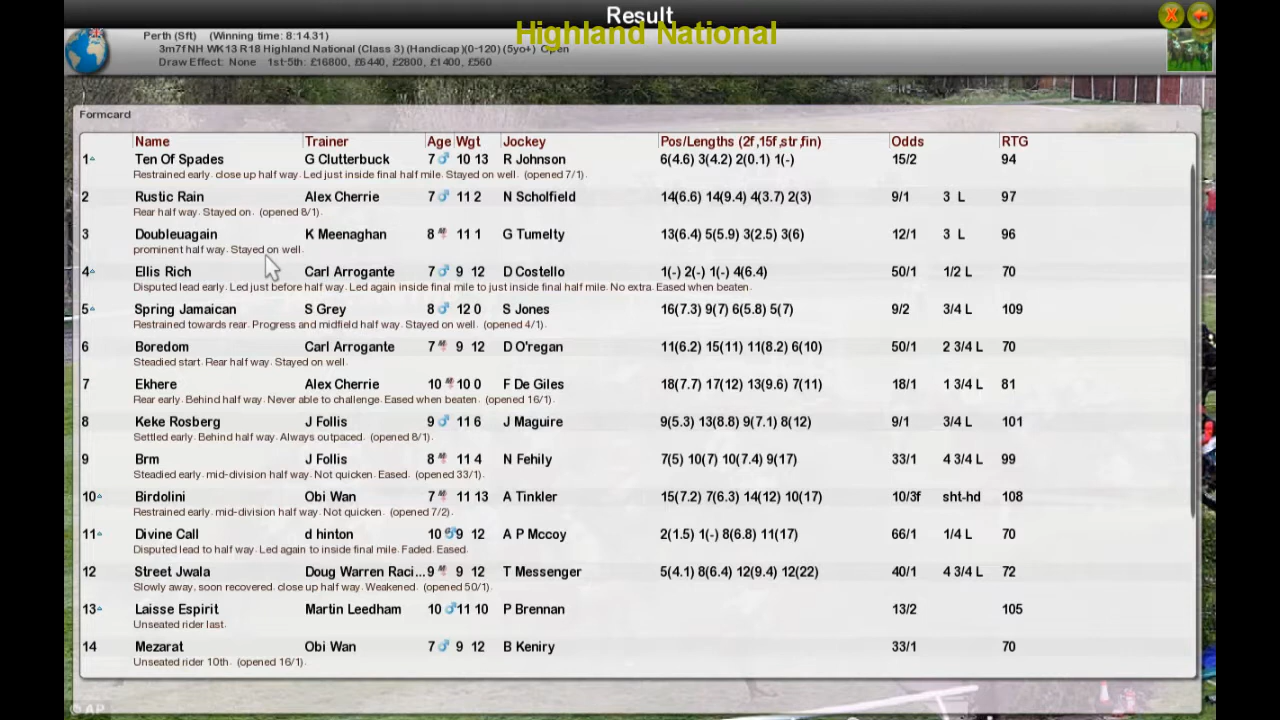 Result
Highland National
Perth (Sft) (Winning time: 8:14.31)
3m7f NH WK13 R18 Highland National (Class 3) (Handicap )(0-120) (5yo+) Open
Draw Effect: None 1st-5th: £16800, £6440, £2800, £1400, £560
Formcard
Name Trainer Age Wgt Jockey Pos/Lengths (2f,15f,str,fin) Odds RTG
1 Ten Of Spades G Clutterbuck 7 10 13 R Johnson 6(4.6) 3(4.2) 2(0.1) 1(-) 15/2 94
Restrained early. close up half way. Led just inside final half mile. Stayed on well. (opened 7/1).
2 Rustic Rain Alex Cherrie 7 11 2 N Scholfield 14(6.6) 14(9.4) 4(3.7) 2(3) 9/1 3 L 97
Rear half way. Stayed on. (opened 8/1).
3 Doubleuagain K Meenaghan 8 11 1 G Tumelty 13(6.4) 5(5.9) 3(2.5) 3(6) 12/1 3 L 96
prominent half way. Stayed on well.
4 Ellis Rich Carl Arrogante 7 9 12 D Costello 1(-) 2(-) 1(-) 4(6.4) 50/1 1/2 L 70
Disputed lead early. Led just before half way. Led again inside final mile to just inside final half mile. No extra. Eased when beaten.
5 Spring Jamaican S Grey 8 12 0 S Jones 16(7.3) 9(7) 6(5.8) 5(7) 9/2 3/4 L 109
Restrained towards rear. Progress and midfield half way. Stayed on well. (opened 4/1).
6 Boredom Carl Arrogante 7 9 12 D O'regan 11(6.2) 15(11) 11(8.2) 6(10) 50/1 2 3/4 L 70
Steadied start. Rear half way. Stayed on well.
7 Ekhere Alex Cherrie 10 10 0 F De Giles 18(7.7) 17(12) 13(9.6) 7(11) 18/1 1 3/4 L 81
Rear early. Behind half way. Never able to challenge. Eased when beaten. (opened 16/1).
8 Keke Rosberg J Follis 9 11 6 J Maguire 9(5.3) 13(8.8) 9(7.1) 8(12) 9/1 3/4 L 101
Settled early. Behind half way. Always outpaced. (opened 8/1).
9 Brm J Follis 8 11 4 N Fehily 7(5) 10(7) 10(7.4) 9(17) 33/1 4 3/4 L 99
Steadied early. mid-division half way. Not quicken. Eased. (opened 33/1).
10 Birdolini Obi Wan 7 11 13 A Tinkler 15(7.2) 7(6.3) 14(12) 10(17) 10/3f sht-hd 108
Restrained early. mid-division half way. Not quicken. (opened 7/2).
11 Divine Call d hinton 10 9 12 A P Mccoy 2(1.5) 1(-) 8(6.8) 11(17) 66/1 1/4 L 70
Disputed lead to half way. Led again to inside final mile. Faded. Eased.
12 Street Jwala Doug Warren Raci... 9 9 12 T Messenger 5(4.1) 8(6.4) 12(9.4) 12(22) 40/1 4 3/4 L 72
Slowly away, soon recovered. close up half way. Weakened. (opened 50/1).
13 Laisse Espirit Martin Leedham 10 11 10 P Brennan 13/2 105
Unseated rider last.
14 Mezarat Obi Wan 7 9 12 B Keniry 33/1 70
Unseated rider 10th. (opened 16/1).
© AP